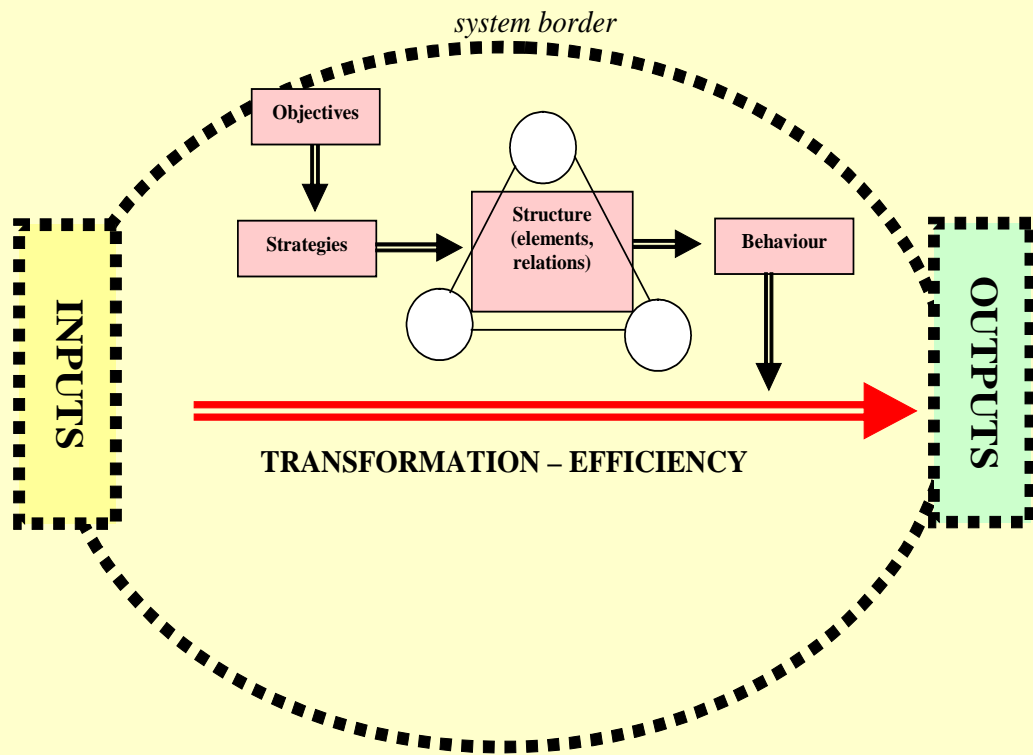 system border
Objectives
Strategies
Structure
(elements,
relations)
Behaviour
INPUTS
OUTPUTS
TRANSFORMATION – EFFICIENCY